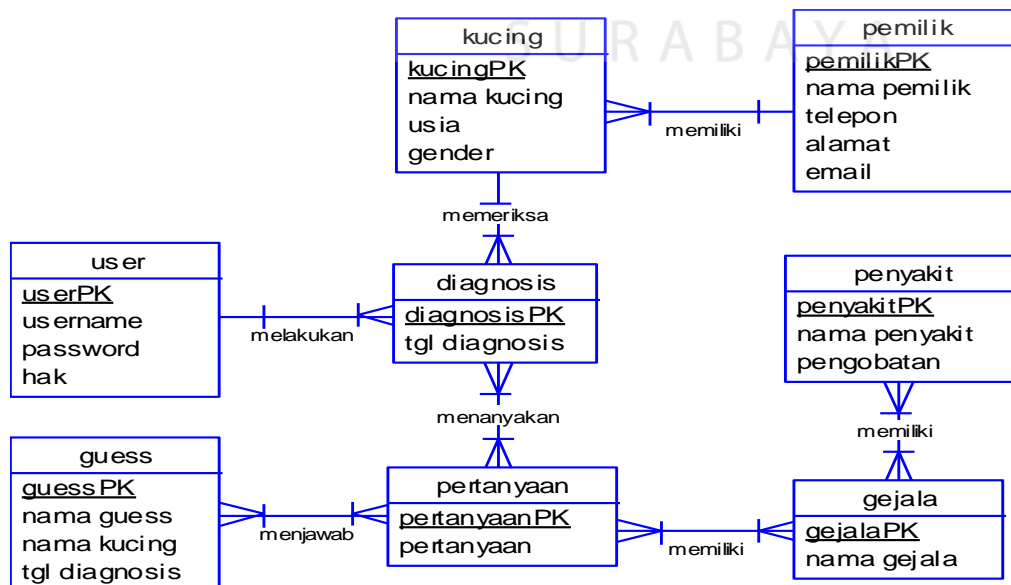 SURABAYA
kucing
kucingPK
nama kucing
usia
gender
memiliki
pemilik
pemilikPK
nama pemilik
telepon
alamat
email
memeriksa
user
userPK
username
password
hak
melakukan
diagnosis
diagnosisPK
tgl diagnosis
penyakit
penyakitPK
nama penyakit
pengobatan
menanyakan
memiliki
guess
guessPK
nama guess
nama kucing
tgl diagnosis
menjawab
pertanyaan
pertanyaanPK
pertanyaan
memiliki
gejala
gejalaPK
nama gejala